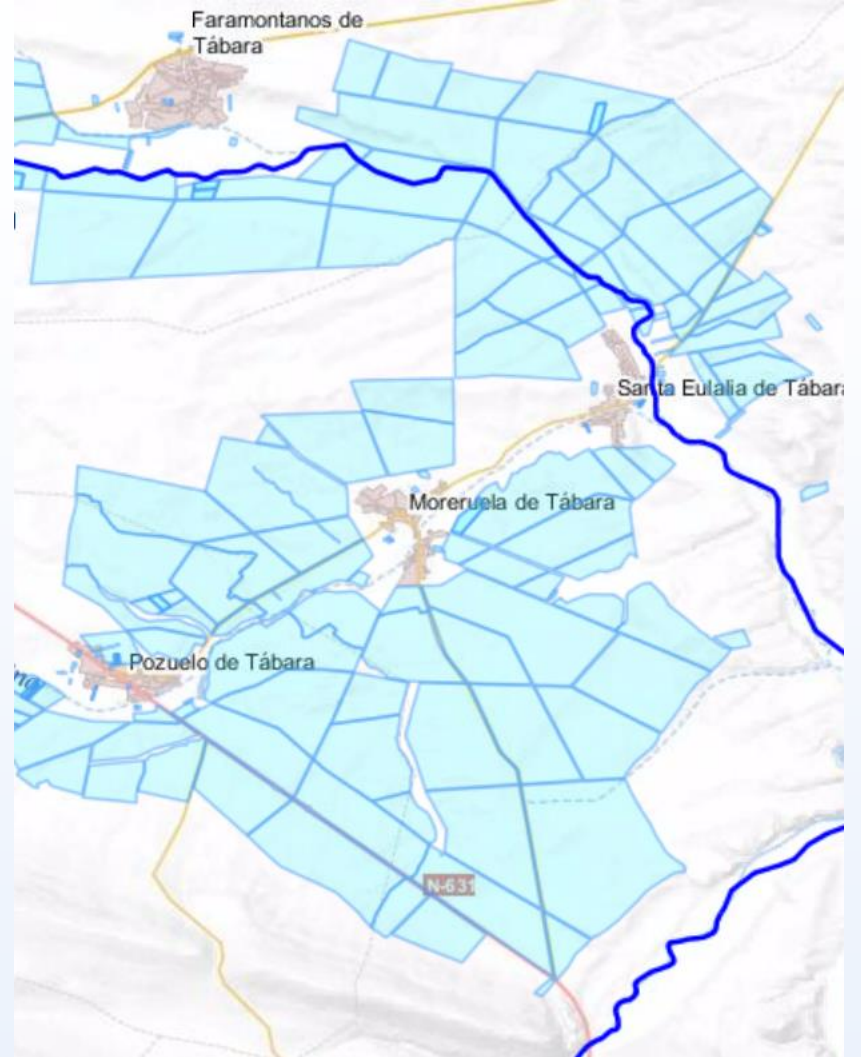 Faramontanos de
Tábara
Santa Eulalia de Tábara
Moreruela de Tábara
Pozuelo de Tábara
N-631